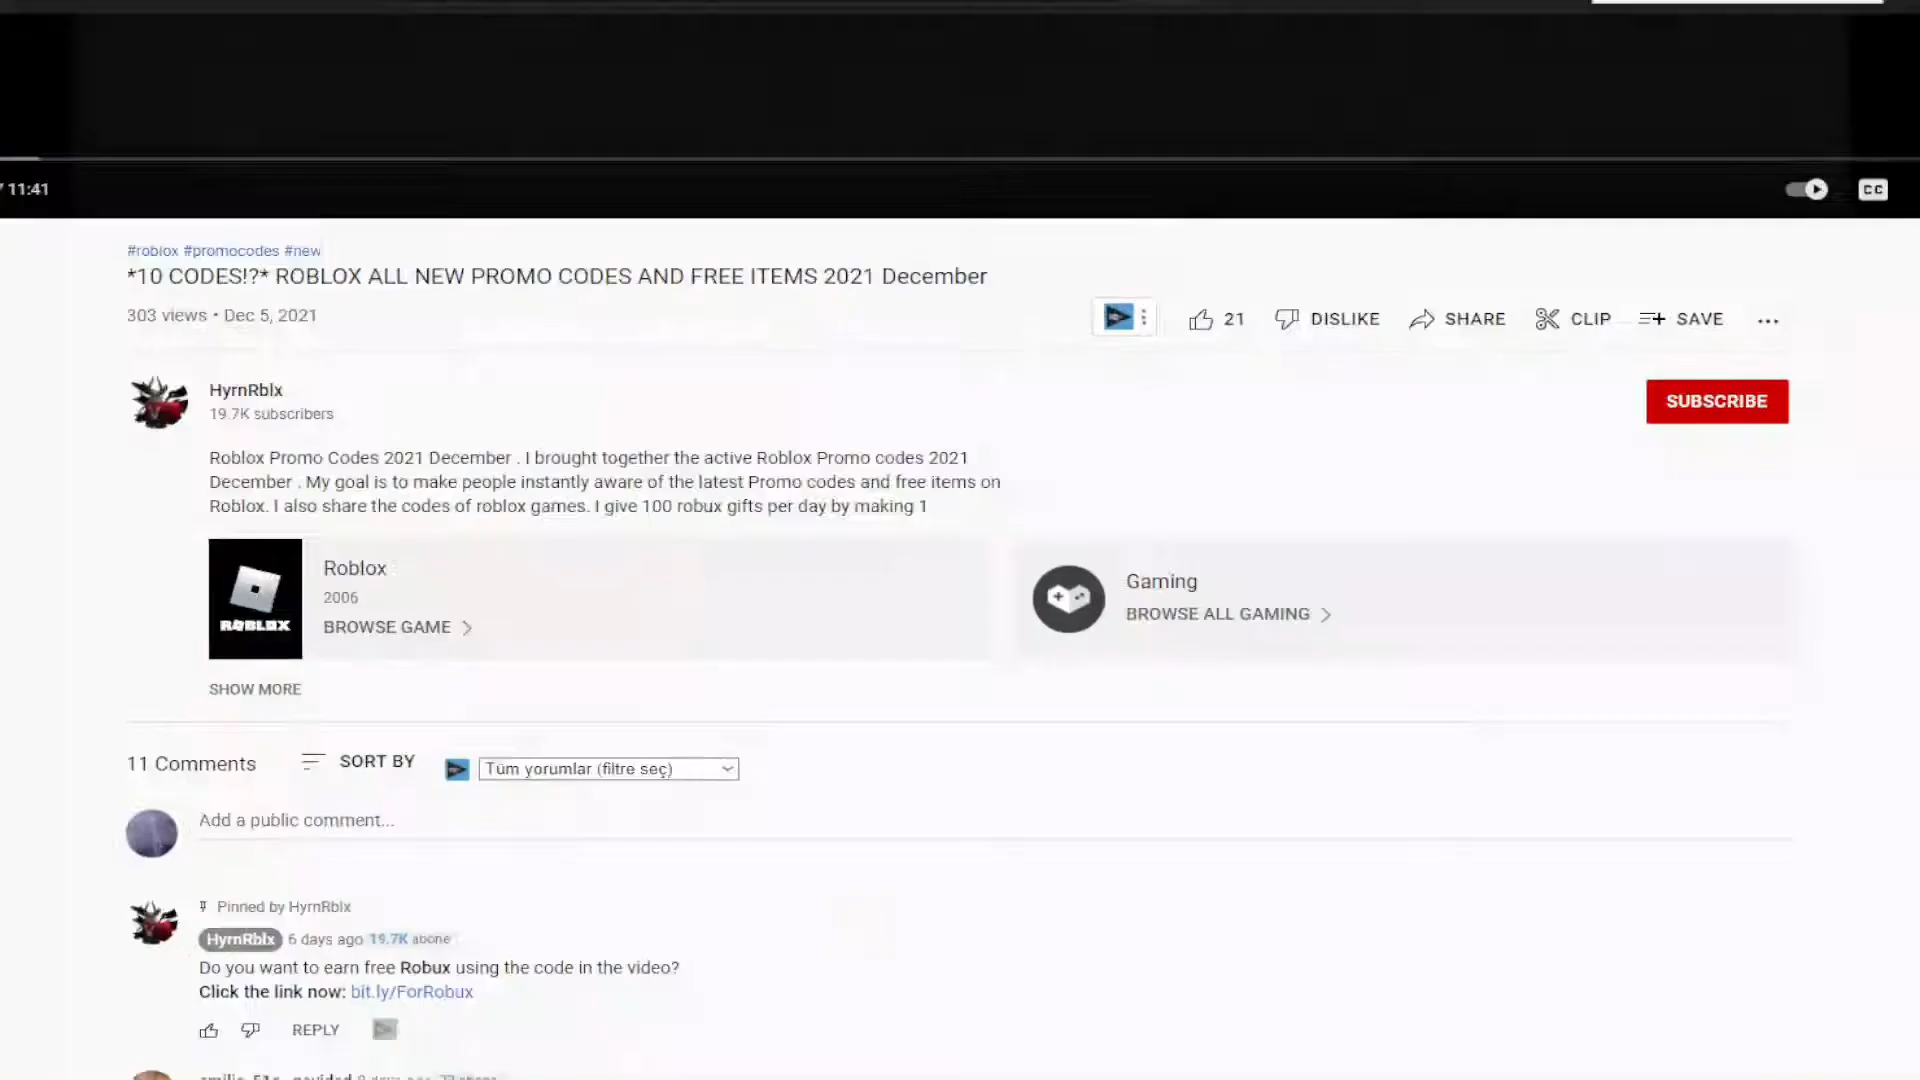 11:41
CC
#roblox #promocodes #new
*10 CODES!?* ROBLOX ALL NEW PROMO CODES AND FREE ITEMS 2021 December
303 views • Dec 5, 2021
21
DISLIKE
SHARE
CLIP
SAVE
HyrnRblx
19.7K subscribers
SUBSCRIBE
Roblox Promo Codes 2021 December . I brought together the active Roblox Promo codes 2021
December . My goal is to make people instantly aware of the latest Promo codes and free items on
Roblox. I also share the codes of roblox games. I give 100 robux gifts per day by making 1
ROBLOX
Roblox
2006
BROWSE GAME
Gaming
BROWSE ALL GAMING
SHOW MORE
11 Comments
SORT BY
Tüm yorumlar (filtre seç)
Add a public comment...
Pinned by HyrnRblx
HyrnRblx 6 days ago 19.7K abone
Do you want to earn free Robux using the code in the video?
Click the link now: bit.ly/ForRobux
REPLY